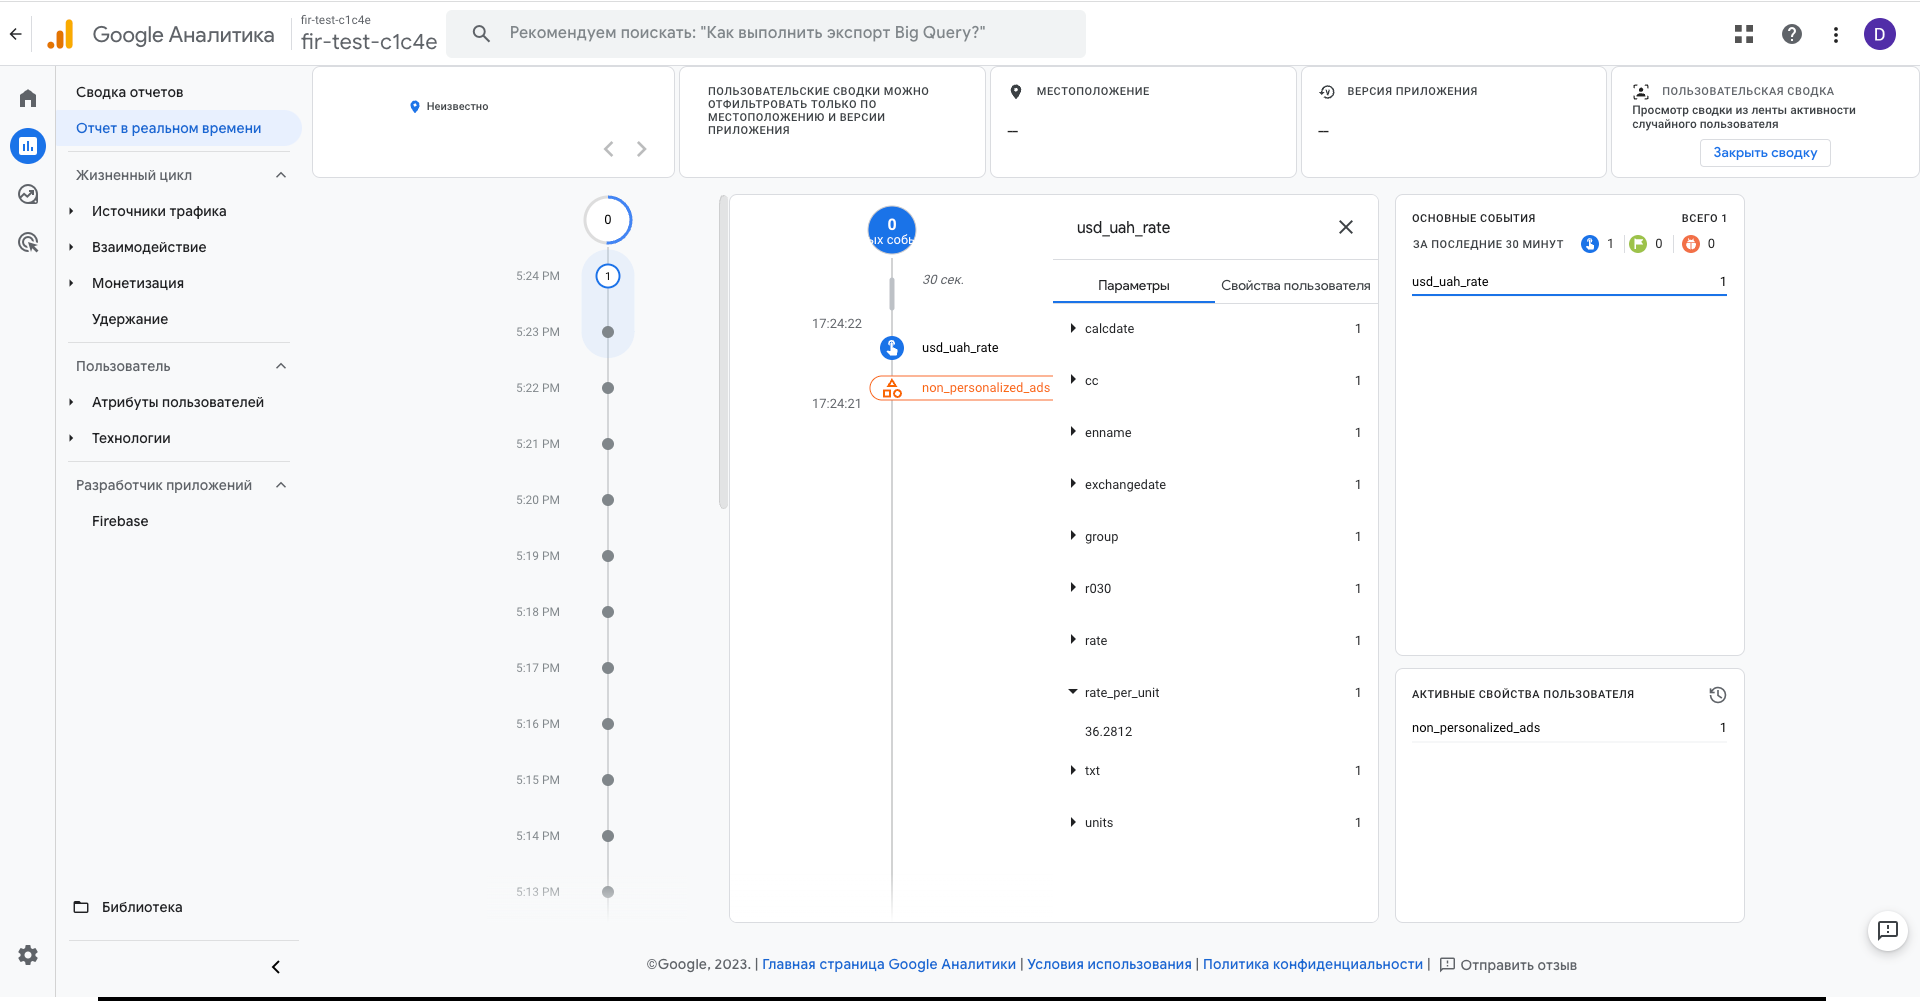 Google Аналитика
fir-test-c1c4e
fir-test-c1c4e
Рекомендуем поискать: "Как выполнить экспорт Big Query?"
D
Сводка отчетов
Отчет в реальном времени
Жизненный цикл
Источники трафика
Взаимодействие
Монетизация
Удержание
Пользователь
Атрибуты пользователей
Технологии
Разработчик приложений
Firebase
Библиотека
Неизвестно
ПОЛЬЗОВАТЕЛЬСКИЕ СВОДКИ МОЖНО
ОТФИЛЬТРОВАТЬ ТОЛЬКО ПО
МЕСТОПОЛОЖЕНИЮ И ВЕРСИИ
ПРИЛОЖЕНИЯ
МЕСТОПОЛОЖЕНИЕ
–
ВЕРСИЯ ПРИЛОЖЕНИЯ
–
ПОЛЬЗОВАТЕЛЬСКАЯ СВОДКА
Просмотр сводки из ленты активности
случайного пользователя
Закрыть сводку
0
5:24 PM 1
5:23 PM
5:22 PM
5:21 PM
5:20 PM
5:19 PM
5:18 PM
5:17 PM
5:16 PM
5:15 PM
5:14 PM
5:13 PM
0
ых собы
30 сек.
17:24:22
usd_uah_rate
non_personalized_ads
17:24:21
usd_uah_rate
Параметры Свойства пользователя
calcdate 1
cc 1
enname 1
exchangedate 1
group 1
r030 1
rate 1
rate_per_unit 1
36.2812
txt 1
units 1
ОСНОВНЫЕ СОБЫТИЯ ВСЕГО 1
ЗА ПОСЛЕДНИЕ 30 МИНУТ 1 0 0
usd_uah_rate 1
АКТИВНЫЕ СВОЙСТВА ПОЛЬЗОВАТЕЛЯ
non_personalized_ads 1
©Google, 2023. | Главная страница Google Аналитики | Условия использования | Политика конфиденциальности | Отправить отзыв